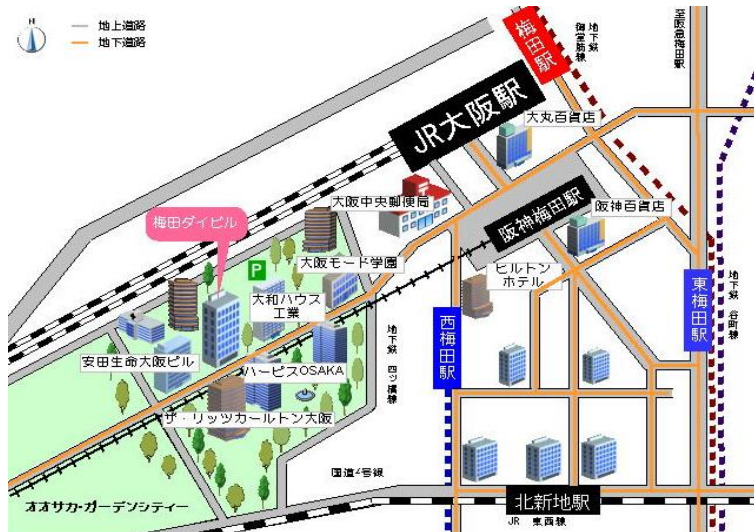 N
地上道路
地下道路
梅田駅
地下鉄
御堂筋線
至阪急梅田駅
JR大阪駅
大丸百貨店
大阪中央郵便局
阪神梅田駅
阪神百貨店
梅田ダイビル
P
大阪モード学園
ヒルトン
ホテル
大和ハウス
工業
西梅田駅
東梅田駅
地下鉄 谷町線
地下鉄 四ツ橋線
安田生命大阪ビル
ハービスOSAKA
ザ・リッツカールトン大阪
国道2号線
オオサカ・ガーデンシティー
北新地駅
JR 東西線